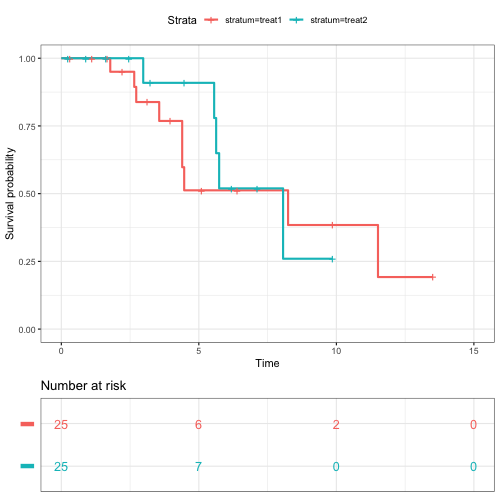 Strata stratum=treat1 stratum=treat2
Survival probability
1.00
0.75
0.50
0.25
0.00
0 5 10 15
Time
Number at risk
25 6 2 0
25 7 0 0